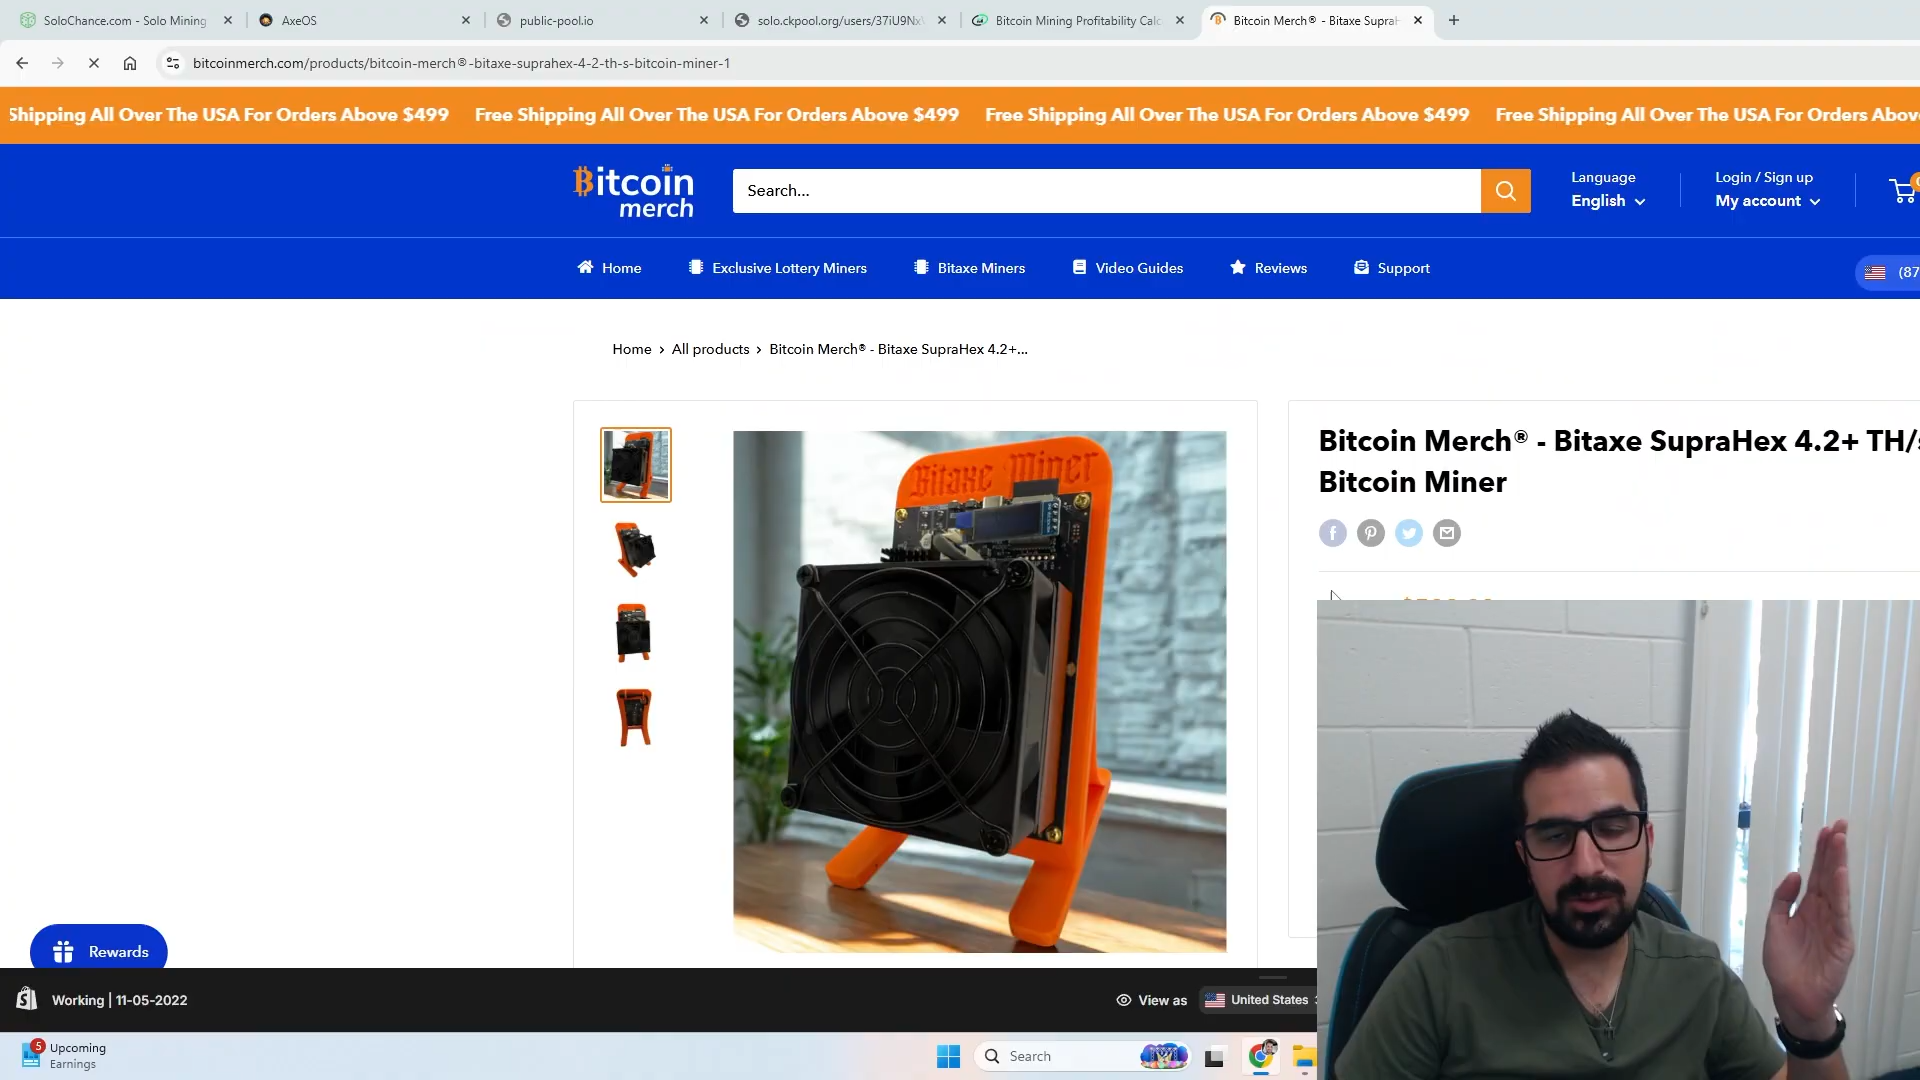 SoloChance.com - Solo Mining
AxeOS
public-pool.io
solo.ckpool.org/users/37iU9Nx
Bitcoin Mining Profitability Calc
Bitcoin Merch® - Bitaxe SupraH
bitcoinmerch.com/products/bitcoin-merch®-bitaxe-suprahex-4-2-th-s-bitcoin-miner-1
Shipping All Over The USA For Orders Above $499 Free Shipping All Over The USA For Orders Above $499 Free Shipping All Over The USA For Orders Above $499 Free Shipping All Over The USA For Orders Abov
Bitcoin
merch
Search...
Language
English
Login / Sign up
My account
Home
Exclusive Lottery Miners
Bitaxe Miners
Video Guides
Reviews
Support
(87
Home > All products > Bitcoin Merch® - Bitaxe SupraHex 4.2+...
Bitaxe Miner
Bitcoin Merch® - Bitaxe SupraHex 4.2+ TH/s
Bitcoin Miner
Rewards
Working | 11-05-2022
View as
United States
5
Upcoming
Earnings
Search